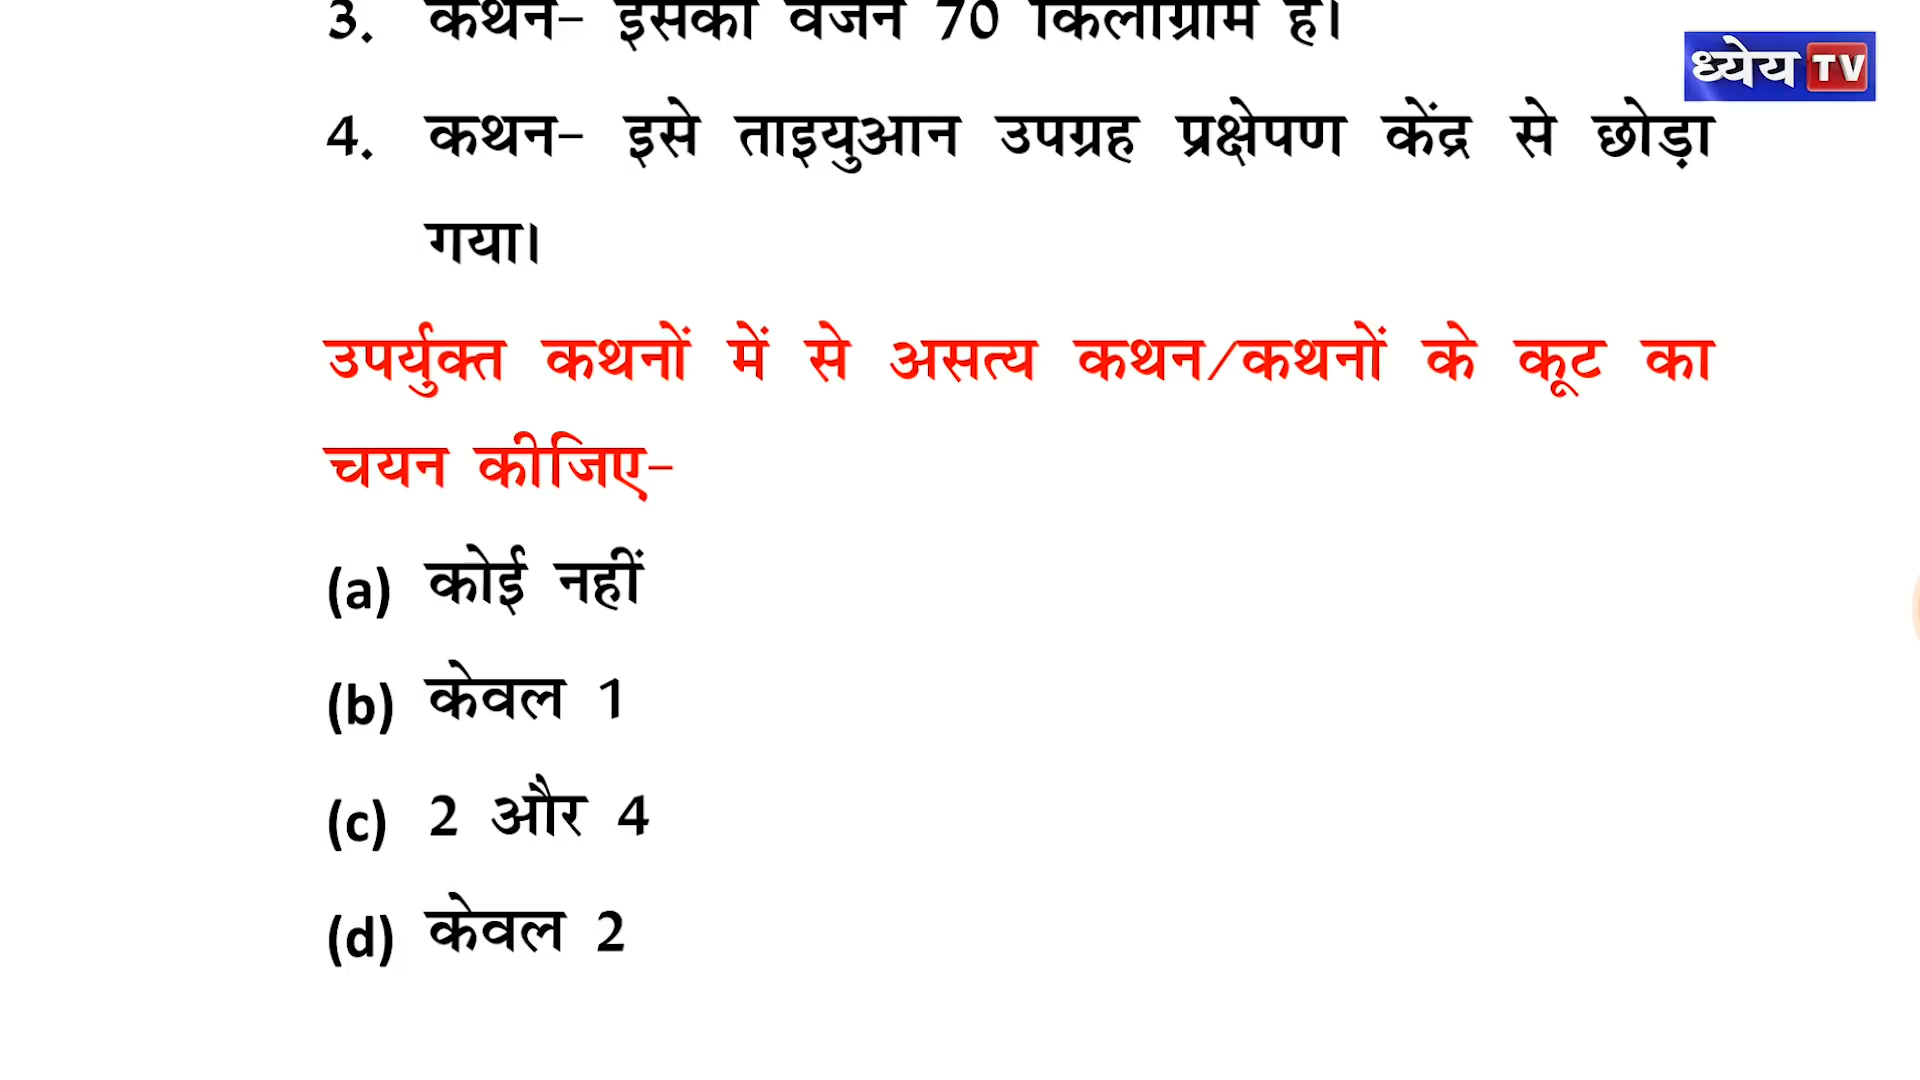 3. कथन- इसका वजन 70 किलोग्राम है।
ध्येय TV
4. कथन- इसे ताइयुआन उपग्रह प्रक्षेपण केंद्र से छोड़ा
गया।
उपर्युक्त कथनों में से असत्य कथन/कथनों के कूट का
चयन कीजिए-
(a) कोई नहीं
(b) केवल 1
(c) 2 और 4
(d) केवल 2